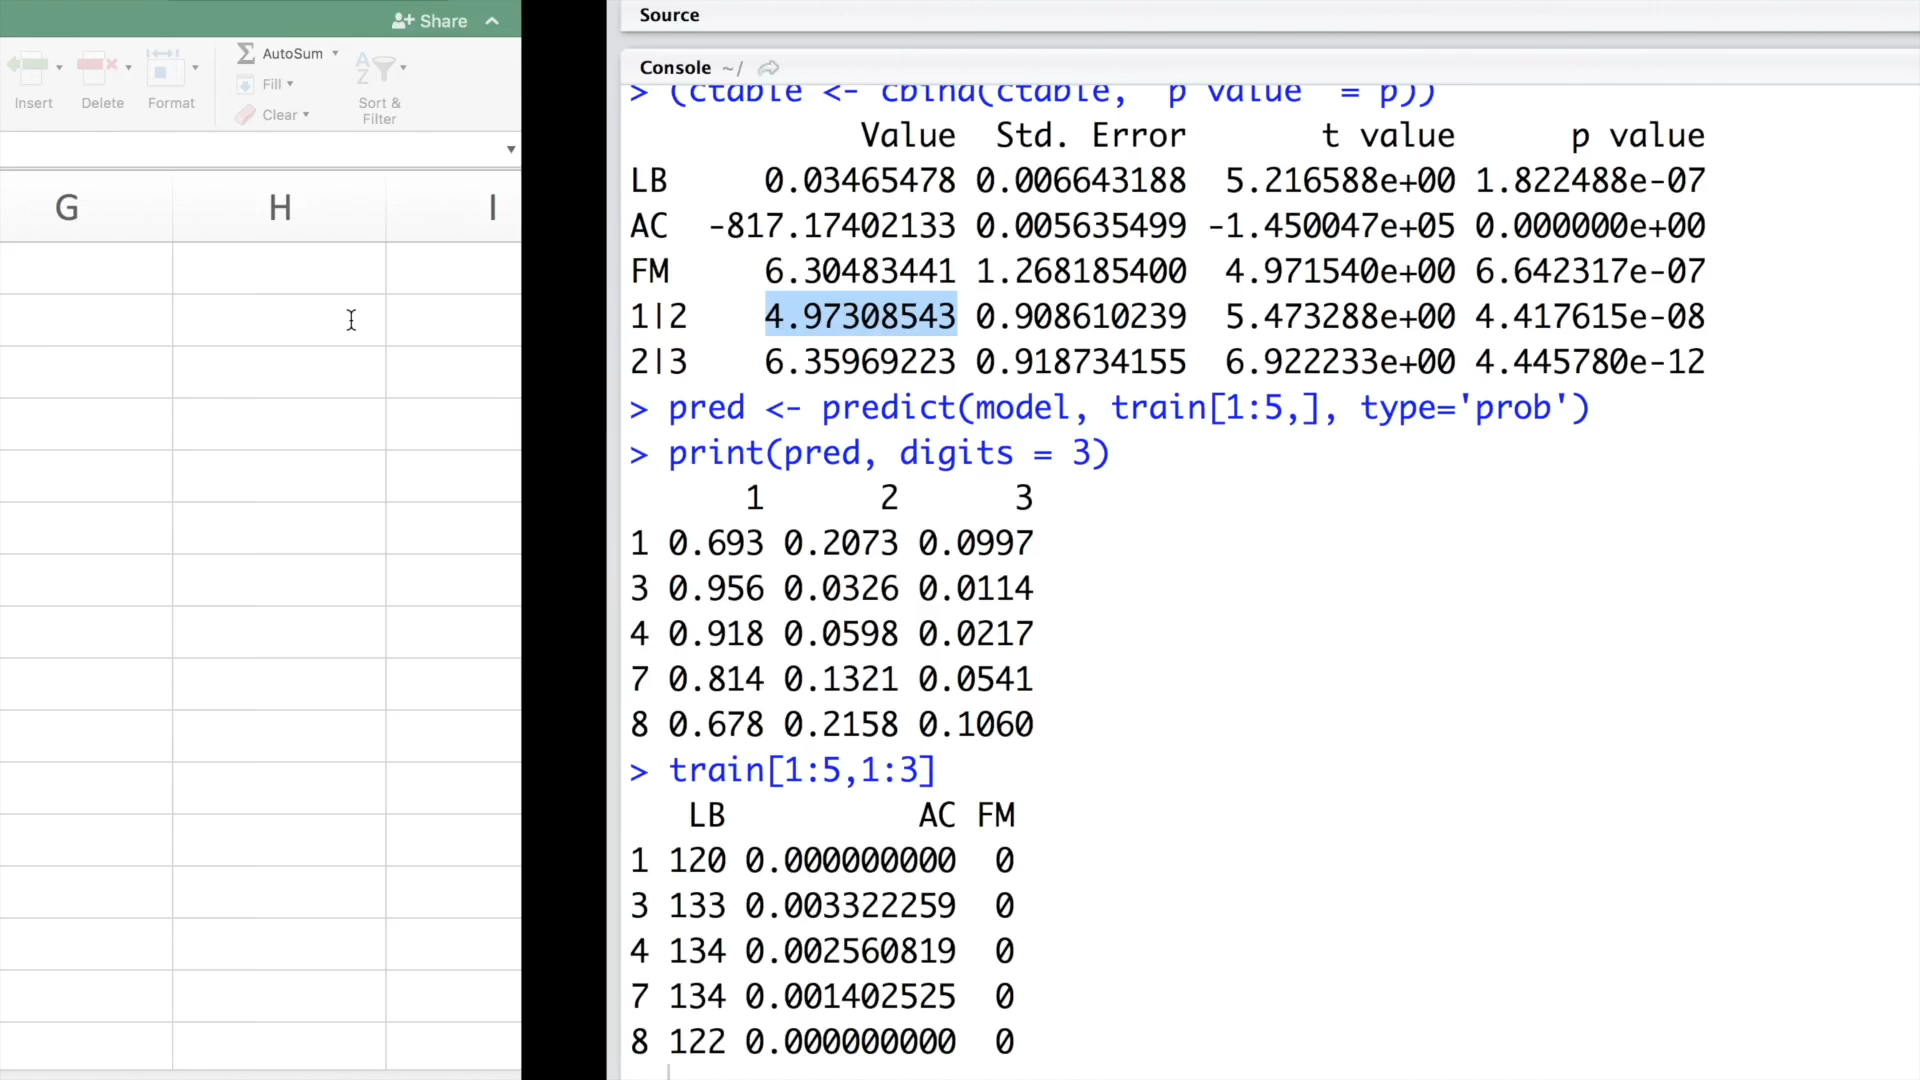 Share
Insert
Delete
Format
AutoSum
Fill
Clear
Sort &
Filter
G H I
Source
Console ~/
> (ctable <- cbind(ctable, "p value" = p))
Value Std. Error t value p value
LB 0.03465478 0.006643188 5.216588e+00 1.822488e-07
AC -817.17402133 0.005635499 -1.450047e+05 0.000000e+00
FM 6.30483441 1.268185400 4.971540e+00 6.642317e-07
1|2 4.97308543 0.908610239 5.473288e+00 4.417615e-08
2|3 6.35969223 0.918734155 6.922233e+00 4.445780e-12
> pred <- predict(model, train[1:5,], type='prob')
> print(pred, digits = 3)
1 2 3
1 0.693 0.2073 0.0997
3 0.956 0.0326 0.0114
4 0.918 0.0598 0.0217
7 0.814 0.1321 0.0541
8 0.678 0.2158 0.1060
> train[1:5,1:3]
LB AC FM
1 120 0.000000000 0
3 133 0.003322259 0
4 134 0.002560819 0
7 134 0.001402525 0
8 122 0.000000000 0